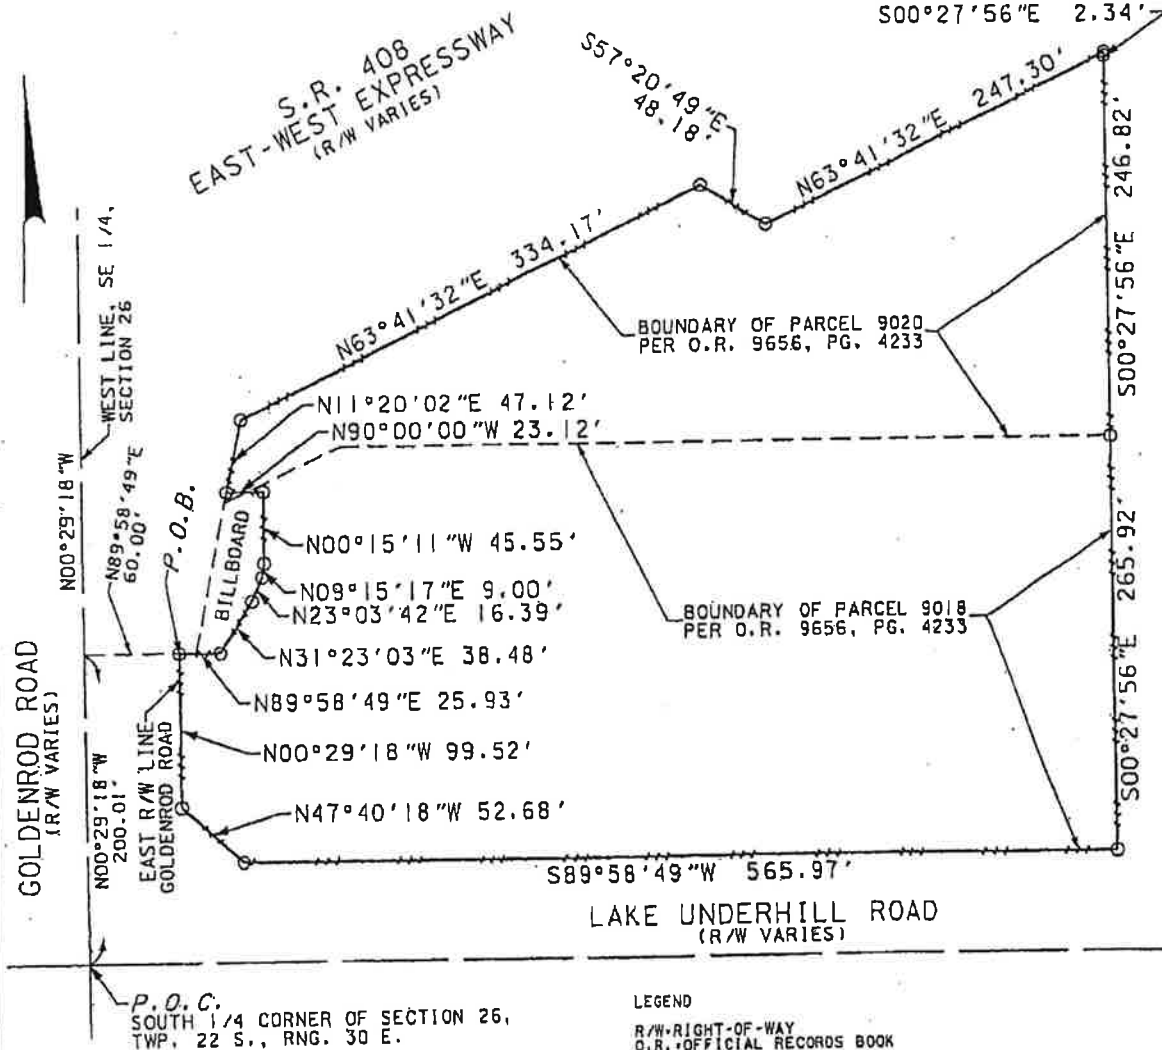 S00°27'56"E 2.34'
S.R. 408
EAST-WEST EXPRESSWAY
(R/W VARIES)
S57°20'49"E
48.18'
N63°41'32"E 247.30'
S00°27'56"E 246.82'
N63°41'32"E 334.17'
WEST LINE, SE 1/4,
SECTION 26
BOUNDARY OF PARCEL 9020
PER O.R. 9656, PG. 4233
N11°20'02"E 47.12'
N90°00'00"W 23.12'
N00°29'18"W
N89°58'49"E
60.00'
P.O.B.
BILLBOARD
N00°15'11"W 45.55'
N09°15'17"E 9.00'
N23°03'42"E 16.39'
BOUNDARY OF PARCEL 9018
PER O.R. 9656, PG. 4233
S00°27'56"E 265.92'
N31°23'03"E 38.48'
N89°58'49"E 25.93'
GOLDENROD ROAD
(R/W VARIES)
N00°29'18"W
200.01'
EAST R/W LINE
GOLDENROD ROAD
N00°29'18"W 99.52'
N47°40'18"W 52.68'
S89°58'49"W 565.97'
LAKE UNDERHILL ROAD
(R/W VARIES)
P.O.C.
SOUTH 1/4 CORNER OF SECTION 26,
TWP. 22 S., RNG. 30 E.
LEGEND
R/W=RIGHT-OF-WAY
O.R.=OFFICIAL RECORDS BOOK